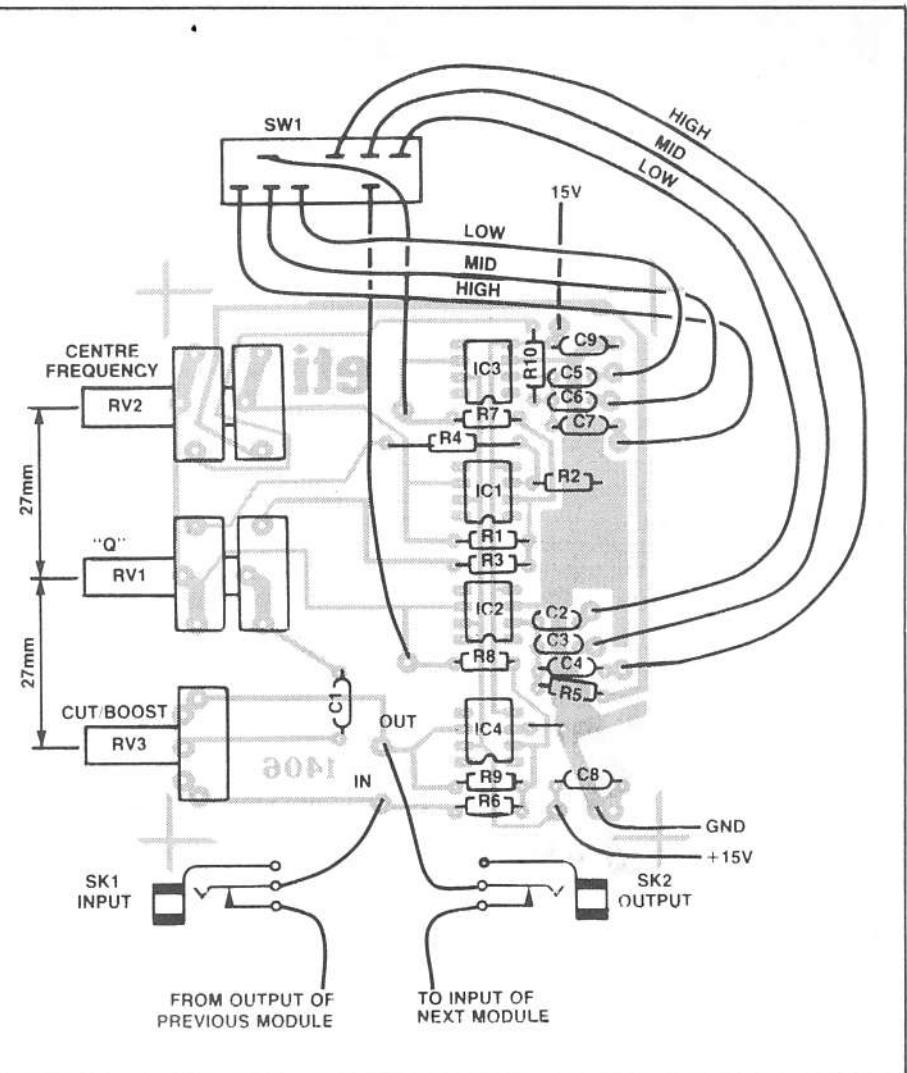 SW1
HIGH
MID
LOW
15V
LOW
MID
HIGH
CENTRE
FREQUENCY
RV2
eti
IC3
R10
C9
C5
C6
C7
R7
R4
27mm
IC1
R2
"Q"
RV1
R1
R3
IC2
C2
C3
C4
R8
R5
27mm
CUT/BOOST
RV3
C1
OUT
IC4
1406
IN
R9
C8
R6
GND
+15V
SK1
INPUT
SK2
OUTPUT
FROM OUTPUT OF
PREVIOUS MODULE
TO INPUT OF
NEXT MODULE